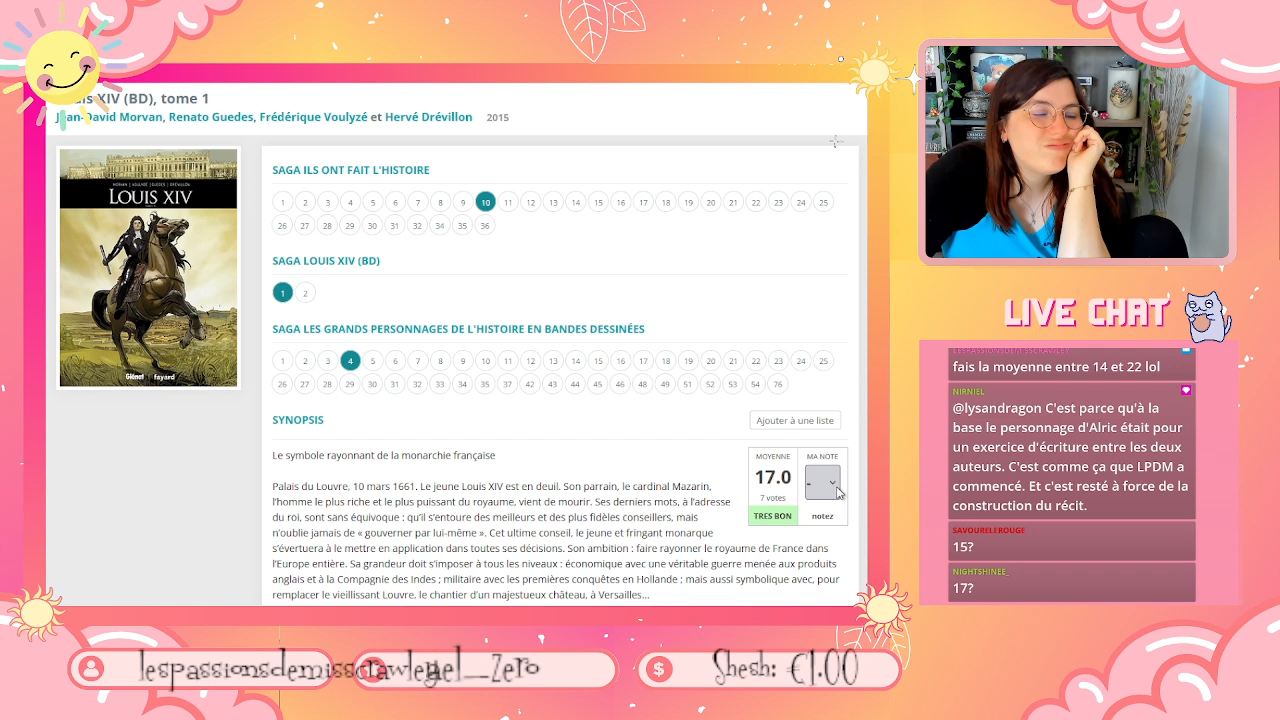 XIV (BD), tome 1
Jean-David Morvan, Renato Guedes, Frédérique Voulyzé et Hervé Drévillon 2015
MORVAN
LOUIS XIV
Glénat fayard
SAGA ILS ONT FAIT L'HISTOIRE
1 2 3 4 5 6 7 8 9 10 11 12 13 14 15 16 17 18 19 20 21 22 23 24 25
26 27 28 29 30 31 32 34 35 36
SAGA LOUIS XIV (BD)
1 2
SAGA LES GRANDS PERSONNAGES DE L'HISTOIRE EN BANDES DESSINÉES
1 2 3 4 5 6 7 8 9 10 11 12 13 14 15 16 17 18 19 20 21 22 23 24 25
26 27 28 29 30 31 32 33 34 35 37 42 43 44 45 46 48 49 51 52 53 54 76
SYNOPSIS
Ajouter à une liste
Le symbole rayonnant de la monarchie française
Palais du Louvre, 10 mars 1661. Le jeune Louis XIV est en deuil. Son parrain, le cardinal Mazarin,
l'homme le plus riche et le plus puissant du royaume, vient de mourir. Ses derniers mots, à l'adresse
du roi, sont sans équivoque : qu'il s'entoure des meilleurs et des plus fidèles conseillers, mais
n'oublie jamais de « gouverner par lui-même ». Cet ultime conseil, le jeune et fringant monarque
s'évertuera à le mettre en application dans toutes ses décisions. Son ambition : faire rayonner le royaume de France dans
l'Europe entière. Sa grandeur doit s'imposer à tous les niveaux : économique avec une véritable guerre menée aux produits
anglais et à la Compagnie des Indes ; militaire avec les premières conquêtes en Hollande ; mais aussi symbolique avec, pour
remplacer le vieillissant Louvre, le chantier d'un majestueux château, à Versailles...
MOYENNE
17.0
7 votes
TRES BON
MA NOTE
-
notez
LIVE CHAT
LESPASSIONSDEMISSCRAWLEY
fais la moyenne entre 14 et 22 lol
NIRNIEL
@lysandragon C'est parce qu'à la
base le personnage d'Alric était pour
un exercice d'écriture entre les deux
auteurs. C'est comme ça que LPDM a
commencé. Et c'est resté à force de la
construction du récit.
SAVOURELEROUGE
15?
NIGHTSHINEE_
17?
lespassionsdemisscrawley
$
Shesh: €1.00